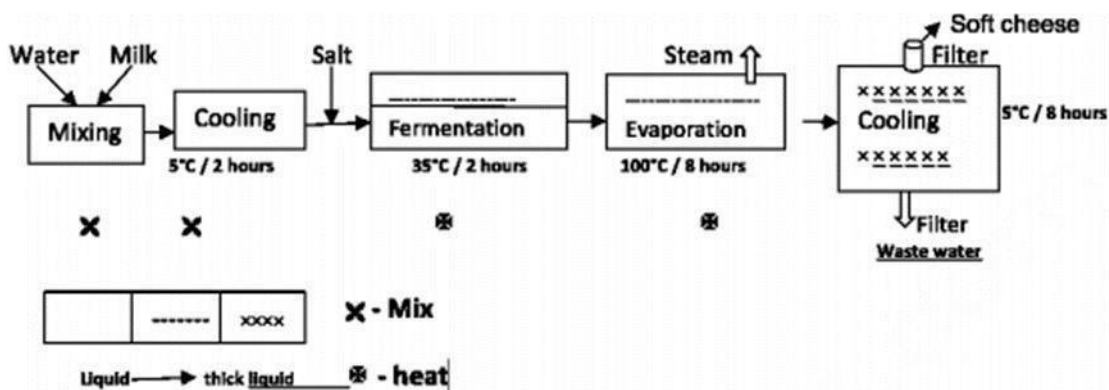 Soft cheese
Water Milk Salt Steam Filter
Mixing Cooling Fermentation Evaporation Cooling
5°C / 2 hours 35°C / 2 hours 100°C / 8 hours 5°C / 8 hours
Filter
Waste water
xxxx
x - Mix
Liquid thick liquid
- heat